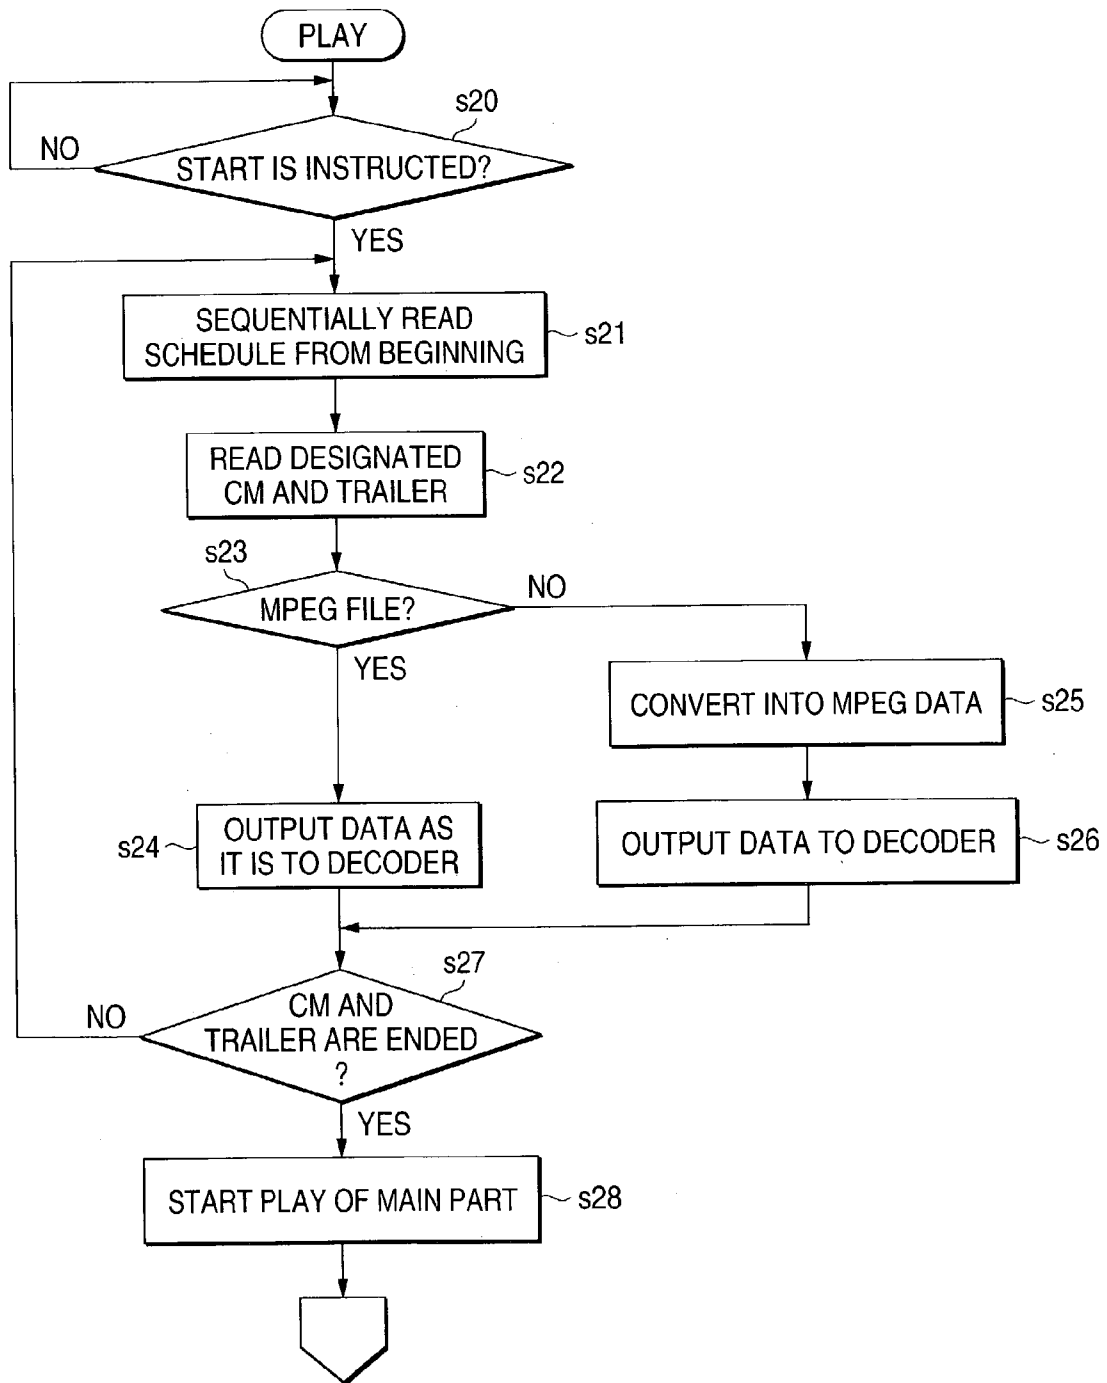 PLAY
s20
NO
START IS INSTRUCTED?
YES
SEQUENTIALLY READ
SCHEDULE FROM BEGINNING
s21
READ DESIGNATED
CM AND TRAILER
s22
s23
MPEG FILE?
NO
YES
CONVERT INTO MPEG DATA
s25
s24
OUTPUT DATA AS
IT IS TO DECODER
OUTPUT DATA TO DECODER
s26
s27
NO
CM AND
TRAILER ARE ENDED
?
YES
START PLAY OF MAIN PART
s28